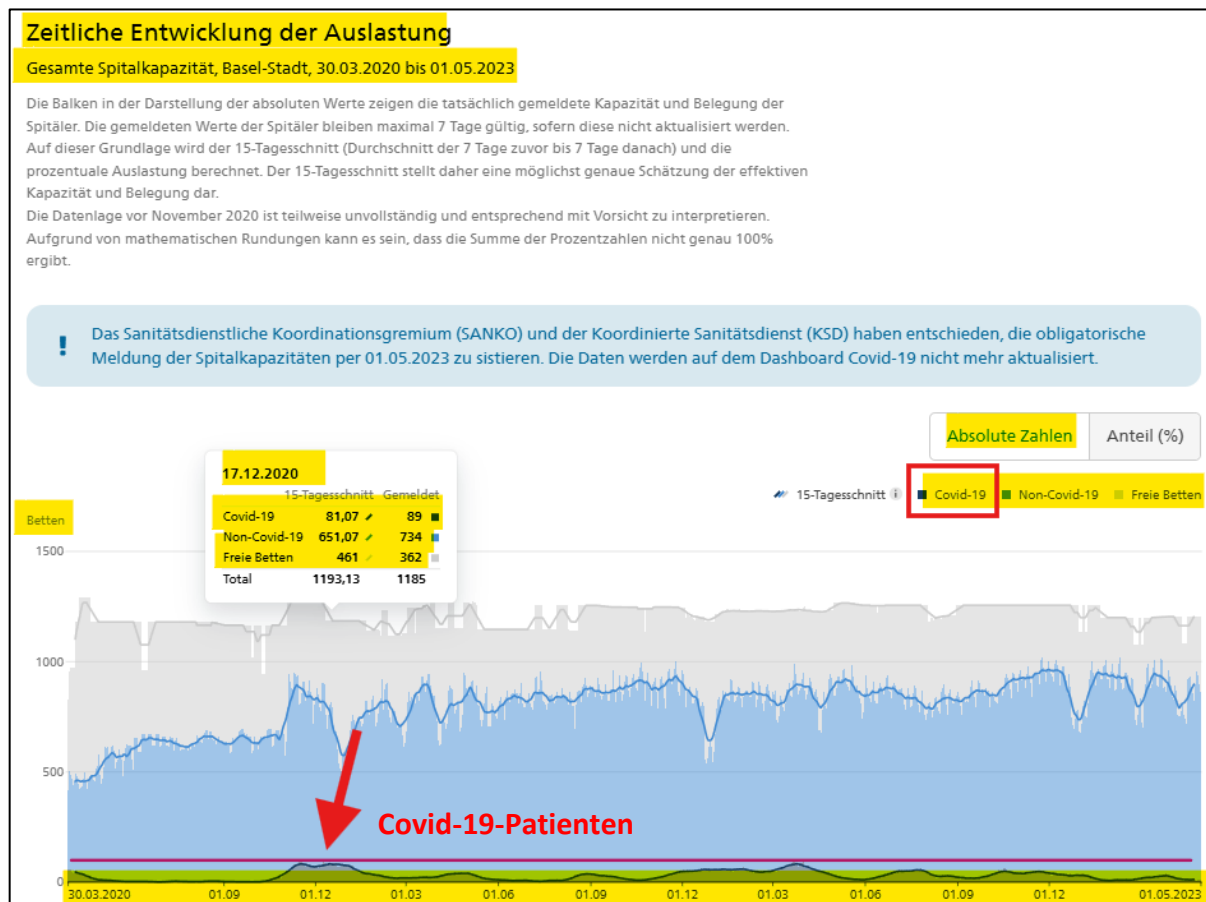 Zeitliche Entwicklung der Auslastung
Gesamte Spitalkapazität, Basel-Stadt, 30.03.2020 bis 01.05.2023
Die Balken in der Darstellung der absoluten Werte zeigen die tatsächlich gemeldete Kapazität und Belegung der
Spitäler. Die gemeldeten Werte der Spitäler bleiben maximal 7 Tage gültig, sofern diese nicht aktualisiert werden.
Auf dieser Grundlage wird der 15-Tagesschnitt (Durchschnitt der 7 Tage zuvor bis 7 Tage danach) und die
prozentuale Auslastung berechnet. Der 15-Tagesschnitt stellt daher eine möglichst genaue Schätzung der effektiven
Kapazität und Belegung dar.
Die Datenlage vor November 2020 ist teilweise unvollständig und entsprechend mit Vorsicht zu interpretieren.
Aufgrund von mathematischen Rundungen kann es sein, dass die Summe der Prozentzahlen nicht genau 100%
ergibt.
! Das Sanitätsdienstliche Koordinationsgremium (SANKO) und der Koordinierte Sanitätsdienst (KSD) haben entschieden, die obligatorische
Meldung der Spitalkapazitäten per 01.05.2023 zu sistieren. Die Daten werden auf dem Dashboard Covid-19 nicht mehr aktualisiert.
Absolute Zahlen Anteil (%)
15-Tagesschnitt i Covid-19 Non-Covid-19 Freie Betten
17.12.2020
15-Tagesschnitt Gemeldet
Covid-19 81,07 89
Non-Covid-19 651,07 734
Freie Betten 461 362
Total 1193,13 1185
Betten
1500
1000
500
0
Covid-19-Patienten
30.03.2020 01.09 01.12 01.03 01.06 01.09 01.12 01.03 01.06 01.09 01.12 01.05.2023